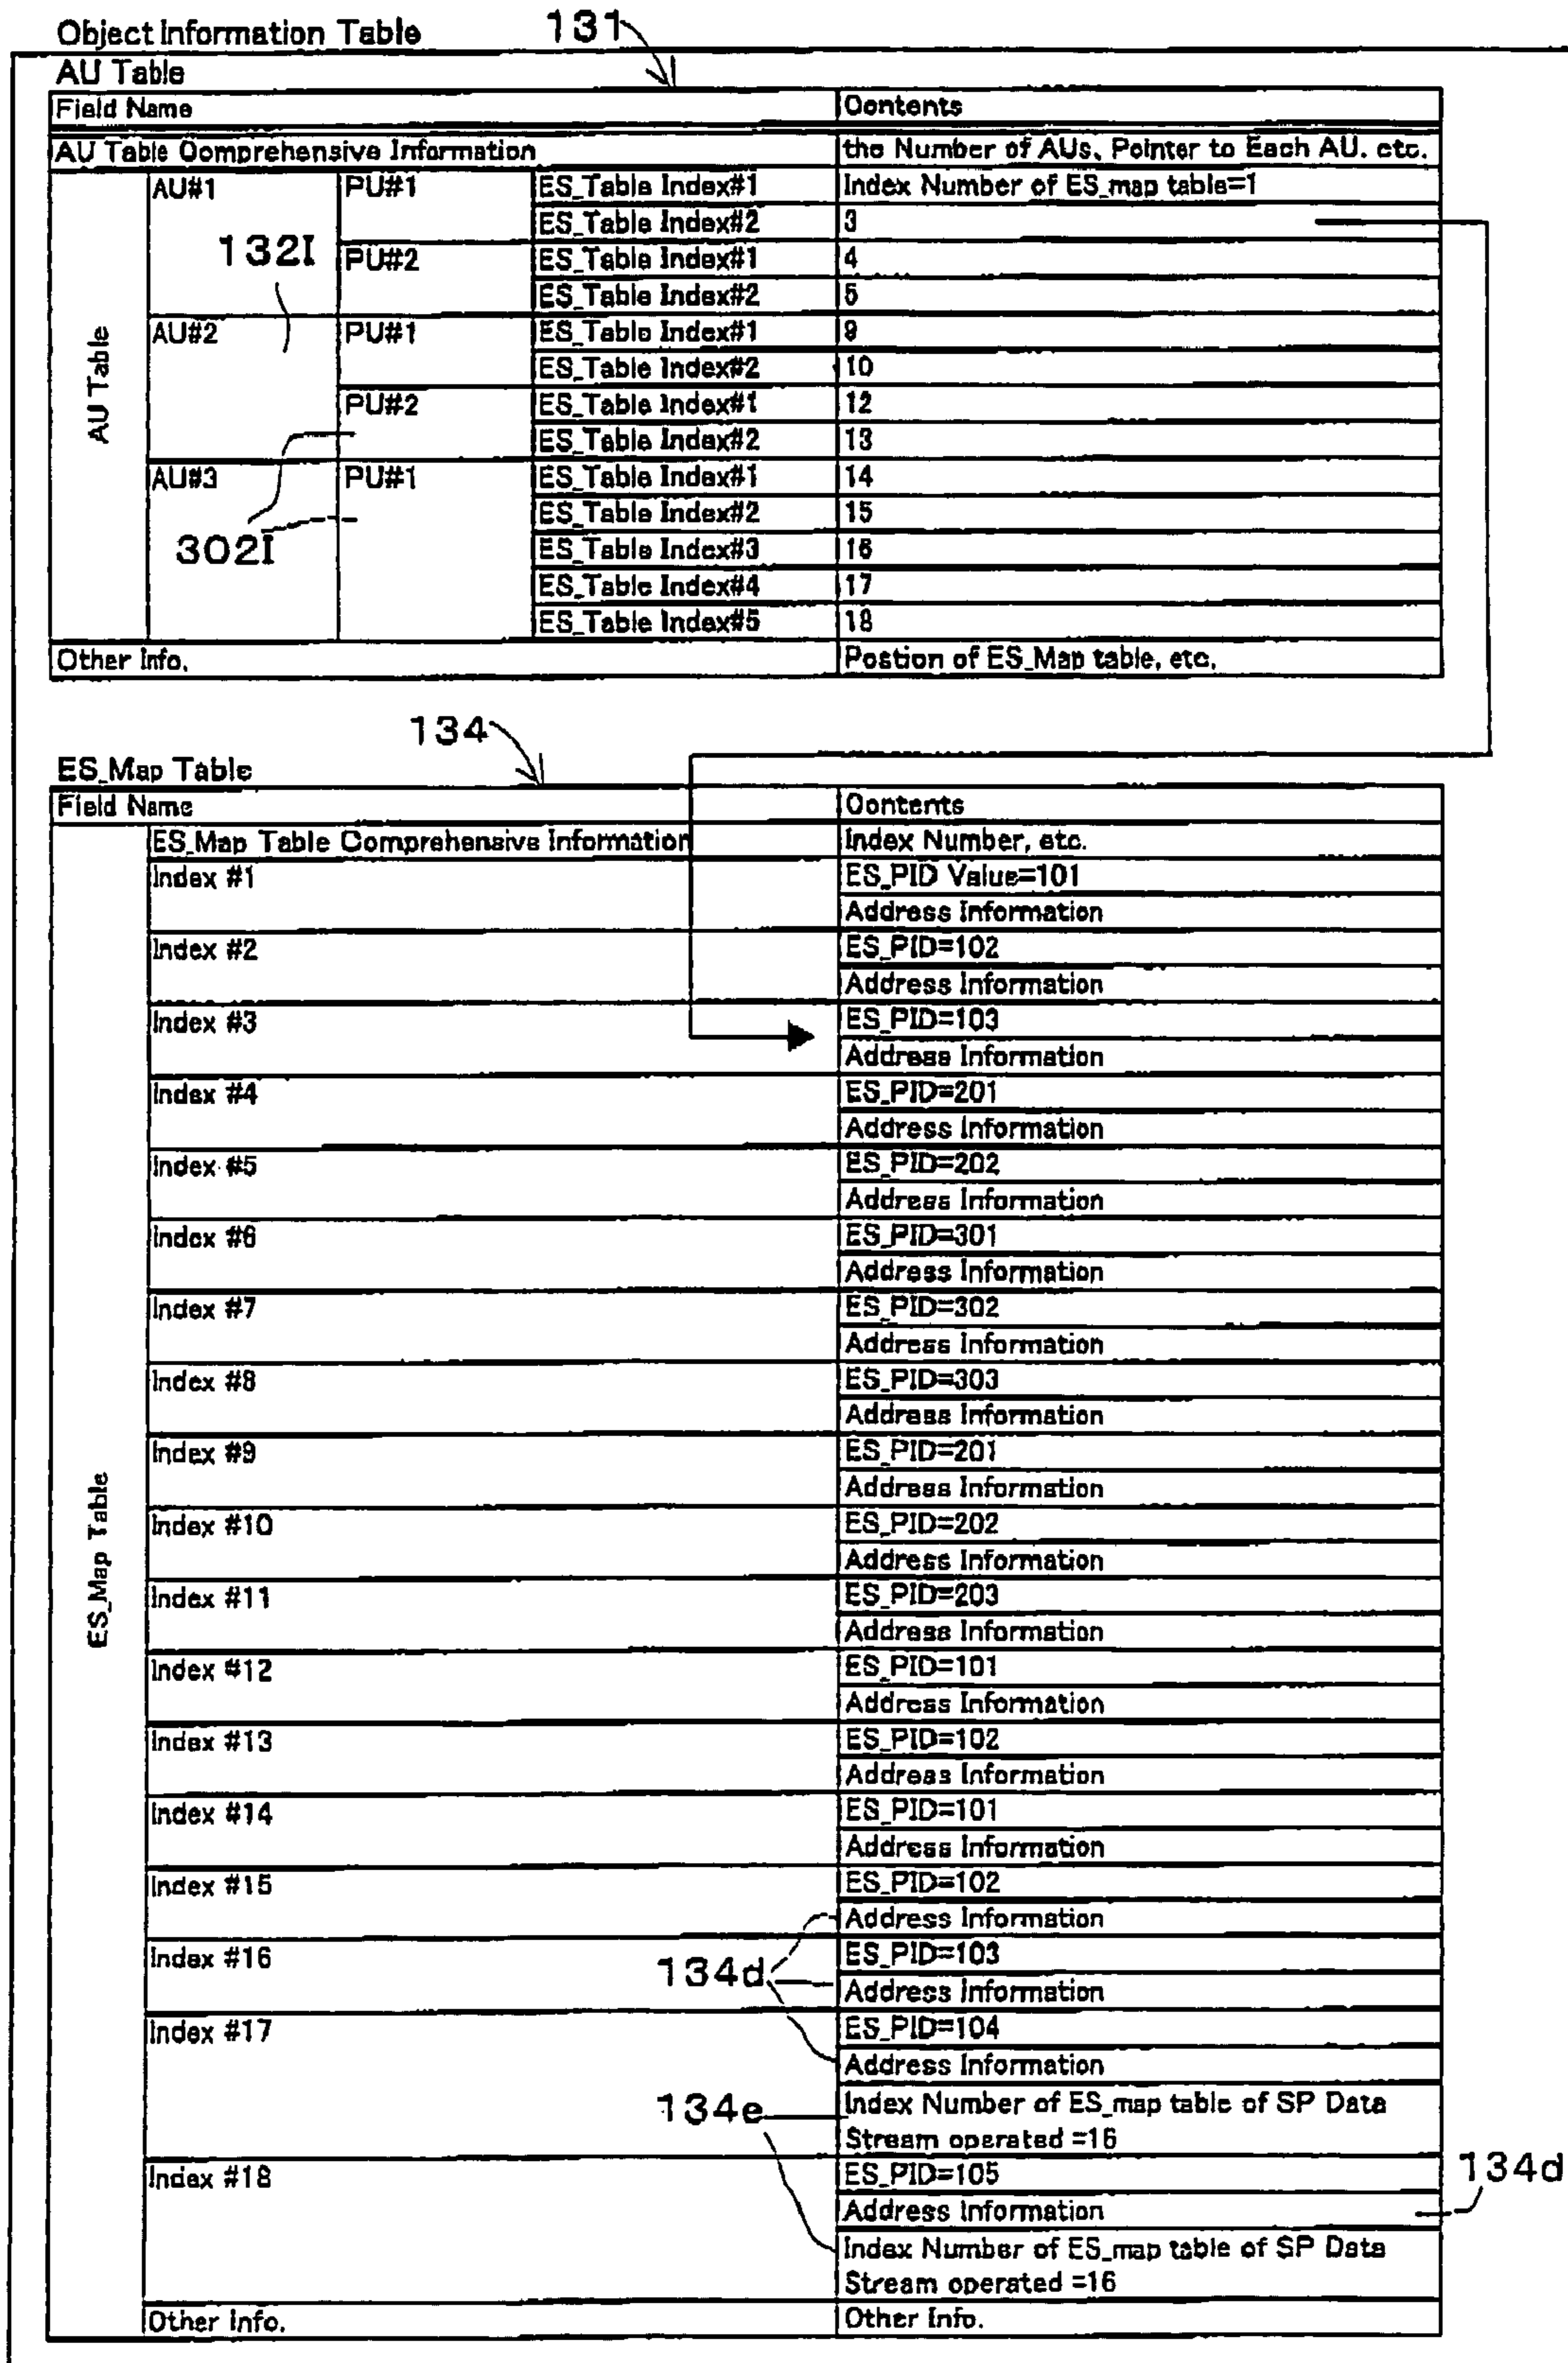 Object Information Table
131
AU Table
Field Name Contents
AU Table Comprehensive Information the Number of AUs, Pointer to Each AU. etc.
AU Table
AU#1 PU#1 ES_Table Index#1 Index Number of ES_map table=1
ES_Table Index#2 3
132I
PU#2 ES_Table Index#1 4
ES_Table Index#2 5
AU#2 PU#1 ES_Table Index#1 9
ES_Table Index#2 10
PU#2 ES_Table Index#1 12
ES_Table Index#2 13
AU#3 PU#1 ES_Table Index#1 14
ES_Table Index#2 15
302I
ES_Table Index#3 16
ES_Table Index#4 17
ES_Table Index#5 18
Other Info. Postion of ES_Map table, etc.
134
ES_Map Table
Field Name Contents
ES_Map Table
ES_Map Table Comprehensive Information Index Number, etc.
Index #1 ES_PID Value=101
Address Information
Index #2 ES_PID=102
Address Information
Index #3 ES_PID=103
Address Information
Index #4 ES_PID=201
Address Information
Index #5 ES_PID=202
Address Information
Index #6 ES_PID=301
Address Information
Index #7 ES_PID=302
Address Information
Index #8 ES_PID=303
Address Information
Index #9 ES_PID=201
Address Information
Index #10 ES_PID=202
Address Information
Index #11 ES_PID=203
Address Information
Index #12 ES_PID=101
Address Information
Index #13 ES_PID=102
Address Information
Index #14 ES_PID=101
Address Information
Index #15 ES_PID=102
Address Information
Index #16 ES_PID=103
134d
Address Information
Index #17 ES_PID=104
Address Information
134e
Index Number of ES_map table of SP Data
Stream operated =16
Index #18 ES_PID=105
134d
Address Information
Index Number of ES_map table of SP Data
Stream operated =16
Other Info. Other Info.